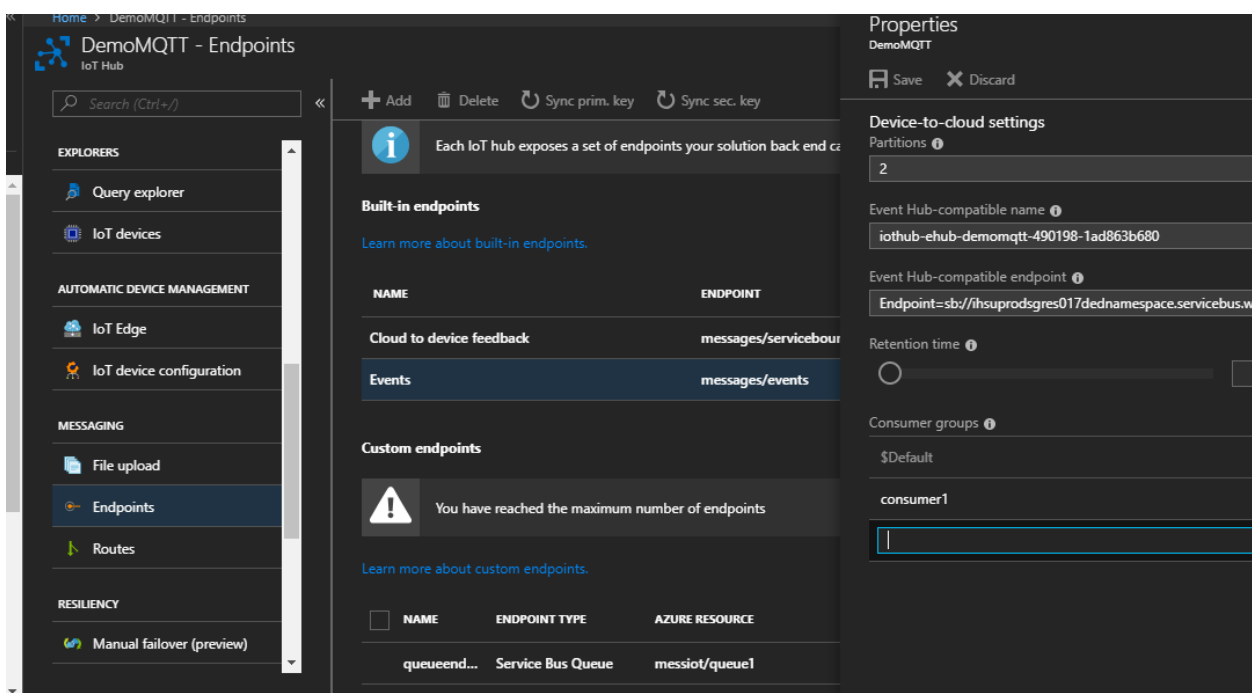 Home > DemoMQTT - Endpoints
DemoMQTT - Endpoints
IoT Hub
Search (Ctrl+/)
EXPLORERS
Query explorer
IoT devices
AUTOMATIC DEVICE MANAGEMENT
IoT Edge
IoT device configuration
MESSAGING
File upload
Endpoints
Routes
RESILIENCY
Manual failover (preview)
Add Delete Sync prim. key Sync sec. key
Each IoT hub exposes a set of endpoints your solution back end ca
Built-in endpoints
Learn more about built-in endpoints.
NAME ENDPOINT
Cloud to device feedback messages/servicebour
Events messages/events
Custom endpoints
You have reached the maximum number of endpoints
Learn more about custom endpoints.
NAME ENDPOINT TYPE AZURE RESOURCE
queueend... Service Bus Queue messiot/queue1
Properties
DemoMQTT
Save Discard
Device-to-cloud settings
Partitions
2
Event Hub-compatible name
iothub-ehub-demomqtt-490198-1ad863b680
Event Hub-compatible endpoint
Endpoint=sb://ihsuprodsgres017dednamespace.servicebus.w
Retention time
Consumer groups
$Default
consumer1